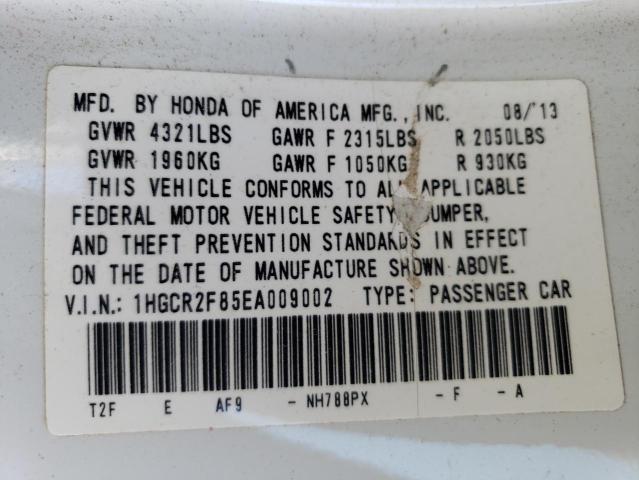 MFD. BY HONDA OF AMERICA MFG., INC. 08/'13
GVWR 4321LBS GAWR F 2315LBS R 2050LBS
GVWR 1960KG GAWR F 1050KG R 930KG
THIS VEHICLE CONFORMS TO ALL APPLICABLE
FEDERAL MOTOR VEHICLE SAFETY, BUMPER,
AND THEFT PREVENTION STANDARDS IN EFFECT
ON THE DATE OF MANUFACTURE SHOWN ABOVE.
V.I.N.: 1HGCR2F85EA009002 TYPE: PASSENGER CAR
T2F E AF9 - NH788PX - F - A